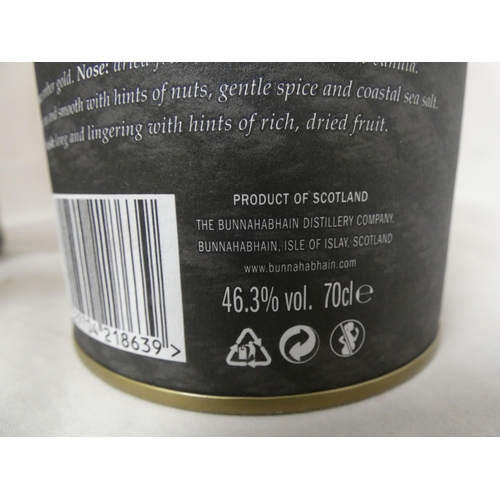 gold. Nose: dried
and smooth with hints of nuts, gentle spice and coastal sea salt.
long and lingering with hints of rich, dried fruit.
PRODUCT OF SCOTLAND
THE BUNNAHABHAIN DISTILLERY COMPANY,
BUNNAHABHAIN, ISLE OF ISLAY, SCOTLAND
www.bunnahabhain.com
46.3% vol. 70cl e
218639 >